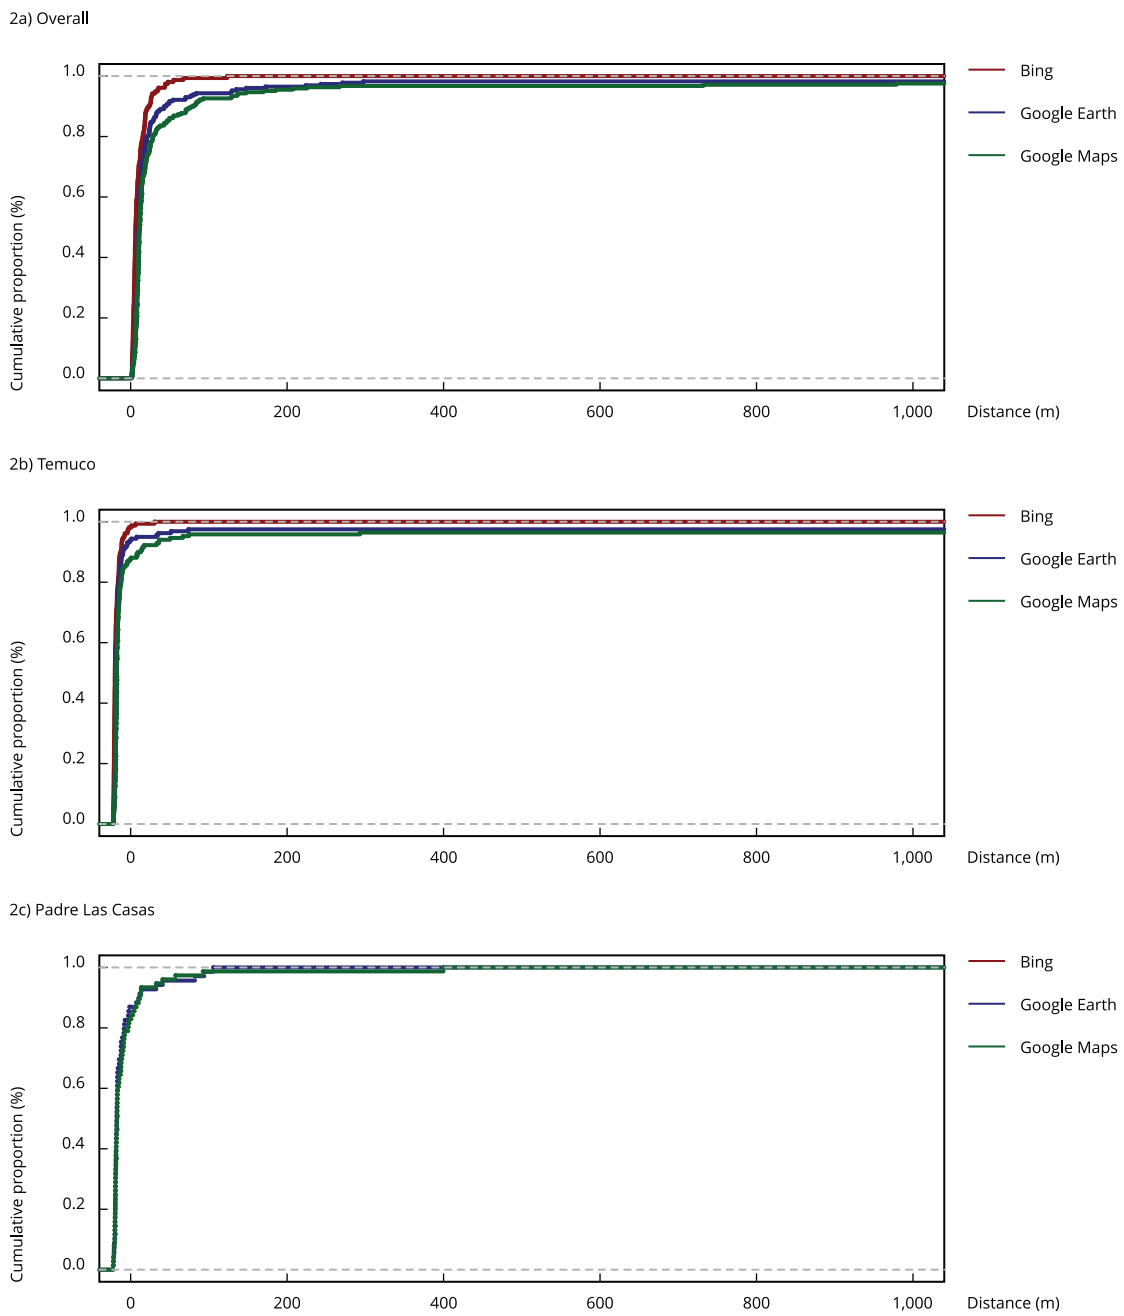 2a) Overall
Cumulative proportion (%)
1.0
0.8
0.6
0.4
0.2
0.0
0 200 400 600 800 1,000 Distance (m)
Bing
Google Earth
Google Maps
2b) Temuco
Cumulative proportion (%)
1.0
0.8
0.6
0.4
0.2
0.0
0 200 400 600 800 1,000 Distance (m)
Bing
Google Earth
Google Maps
2c) Padre Las Casas
Cumulative proportion (%)
1.0
0.8
0.6
0.4
0.2
0.0
0 200 400 600 800 1,000 Distance (m)
Bing
Google Earth
Google Maps